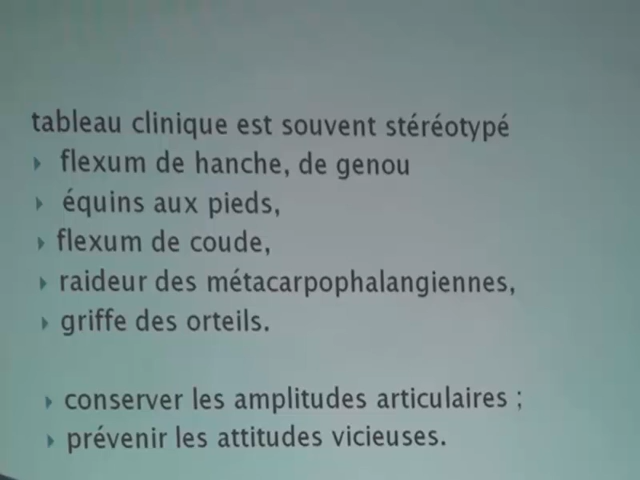 tableau clinique est souvent stéréotypé
flexum de hanche, de genou
équins aux pieds,
flexum de coude,
raideur des métacarpophalangiennes,
griffe des orteils.
conserver les amplitudes articulaires ;
prévenir les attitudes vicieuses.